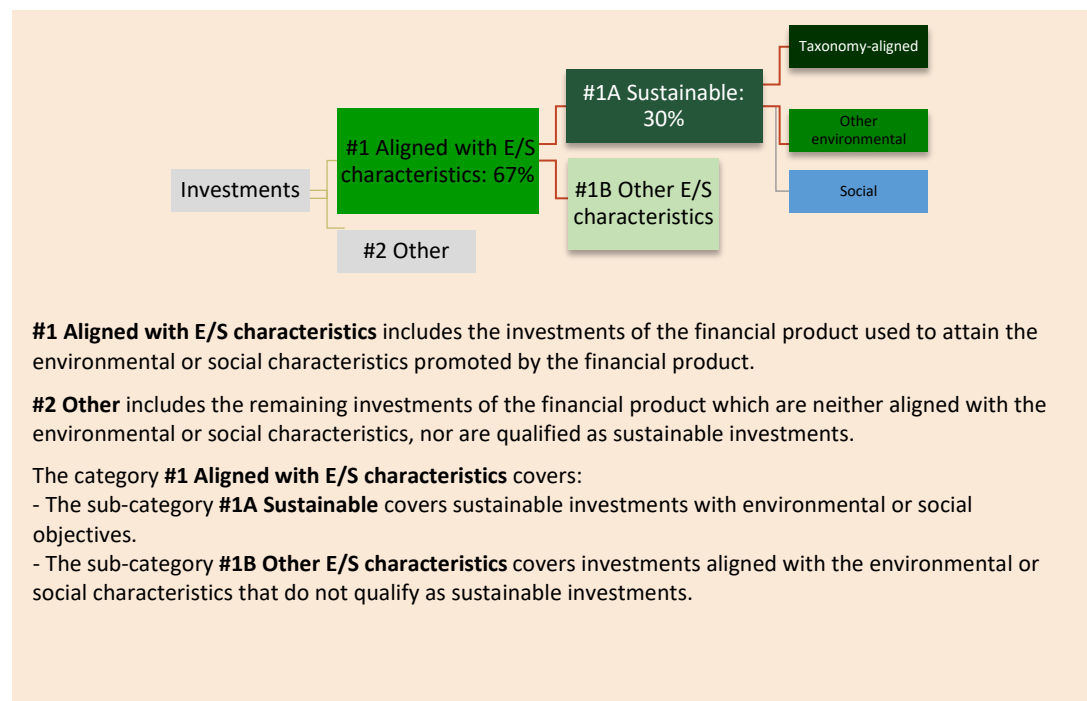 Taxonomy-aligned
#1A Sustainable:
30%
Other
environmental
#1 Aligned with E/S
characteristics: 67%
Investments
#1B Other E/S
characteristics
Social
#2 Other
#1 Aligned with E/S characteristics includes the investments of the financial product used to attain the
environmental or social characteristics promoted by the financial product.
#2 Other includes the remaining investments of the financial product which are neither aligned with the
environmental or social characteristics, nor are qualified as sustainable investments.
The category #1 Aligned with E/S characteristics covers:
- The sub-category #1A Sustainable covers sustainable investments with environmental or social
objectives.
- The sub-category #1B Other E/S characteristics covers investments aligned with the environmental or
social characteristics that do not qualify as sustainable investments.